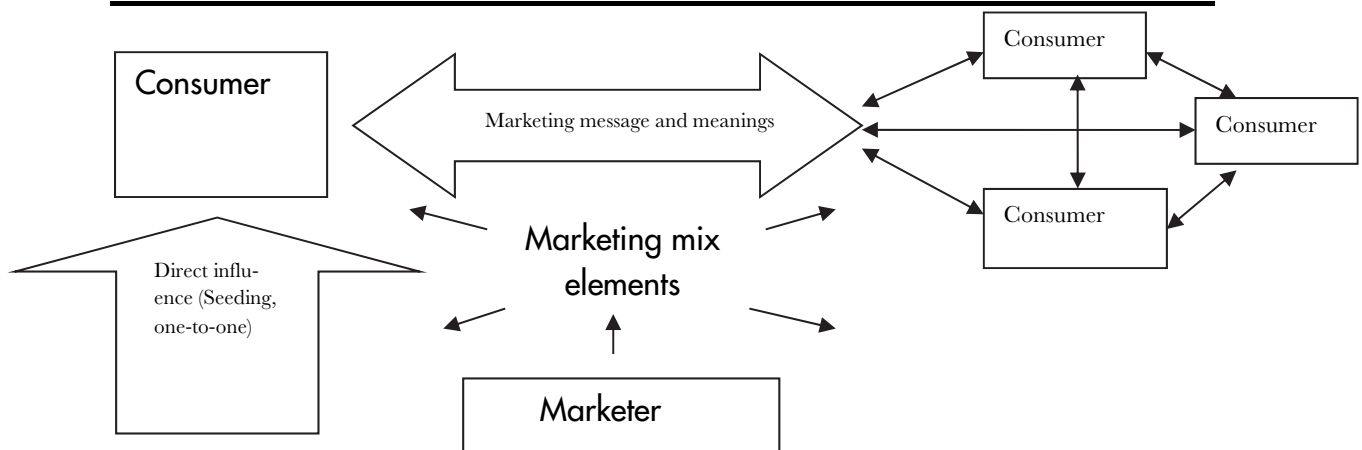 Consumer
Marketing message and meanings
Consumer
Consumer
Consumer
Direct influ-
ence (Seeding,
one-to-one)
Marketing mix
elements
Marketer